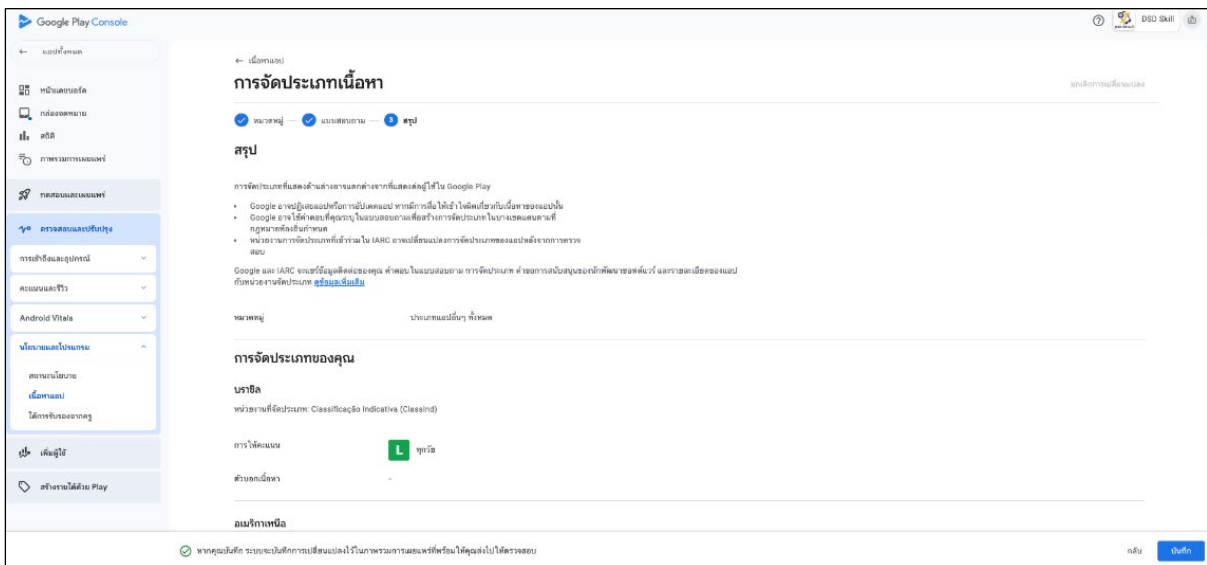 Google Play Console
DSD Skill
แอปทั้งหมด
หน้าแดชบอร์ด
กล่องจดหมาย
สถิติ
ภาพรวมการเผยแพร่
ทดสอบและเผยแพร่
ตรวจสอบและปรับปรุง
การเข้าถึงและอุปกรณ์
คะแนนและรีวิว
Android Vitals
นโยบายและโปรแกรม
สถานะนโยบาย
เนื้อหาแอป
ได้การรับรองจากครู
เพิ่มผู้ใช้
สร้างรายได้ด้วย Play
← เนื้อหาแอป
การจัดประเภทเนื้อหา
ยกเลิกการเปลี่ยนแปลง
หมวดหมู่ — แบบสอบถาม — 3 สรุป
สรุป
การจัดประเภทที่แสดงด้านล่างอาจแตกต่างจากที่แสดงต่อผู้ใช้ใน Google Play
• Google อาจปฏิเสธแอปหรือการอัปเดตแอป หากมีการสื่อให้เข้าใจผิดเกี่ยวกับเนื้อหาของแอปนั้น
• Google อาจใช้คำตอบที่คุณระบุในแบบสอบถามเพื่อสร้างการจัดประเภทในบางเขตแดนตามที่
กฎหมายท้องถิ่นกำหนด
• หน่วยงานการจัดประเภทที่เข้าร่วมใน IARC อาจเปลี่ยนแปลงการจัดประเภทของแอปหลังจากการตรวจ
สอบ
Google และ IARC จะแชร์ข้อมูลติดต่อของคุณ คำตอบในแบบสอบถาม การจัดประเภท คำขอการสนับสนุนของนักพัฒนาซอฟต์แวร์ และรายละเอียดของแอป
กับหน่วยงานจัดประเภท ดูข้อมูลเพิ่มเติม
หมวดหมู่ ประเภทแอปอื่นๆ ทั้งหมด
การจัดประเภทของคุณ
บราซิล
หน่วยงานที่จัดประเภท: Classificação Indicativa (ClassInd)
การให้คะแนน L ทุกวัย
ตัวบอกเนื้อหา -
อเมริกาเหนือ
หากคุณบันทึก ระบบจะบันทึกการเปลี่ยนแปลงไว้ในภาพรวมการเผยแพร่ที่พร้อมให้คุณส่งไปให้ตรวจสอบ
กลับ บันทึก